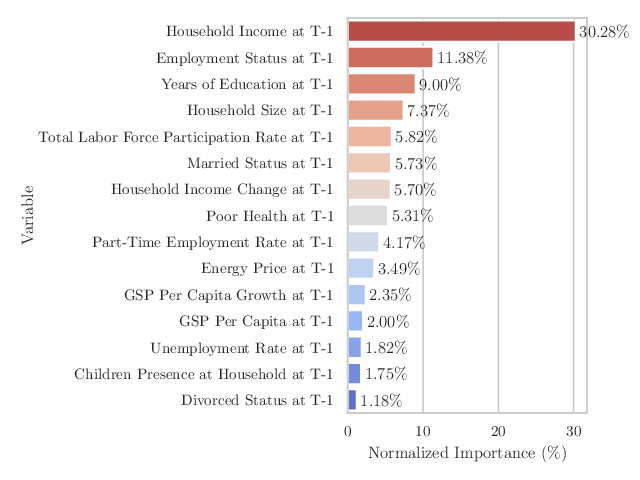 Household Income at T-1 30.28%
Employment Status at T-1 11.38%
Years of Education at T-1 9.00%
Household Size at T-1 7.37%
Total Labor Force Participation Rate at T-1 5.82%
Married Status at T-1 5.73%
Household Income Change at T-1 5.70%
Poor Health at T-1 5.31%
Part-Time Employment Rate at T-1 4.17%
Energy Price at T-1 3.49%
GSP Per Capita Growth at T-1 2.35%
GSP Per Capita at T-1 2.00%
Unemployment Rate at T-1 1.82%
Children Presence at Household at T-1 1.75%
Divorced Status at T-1 1.18%
Variable
0 10 20 30
Normalized Importance (%)